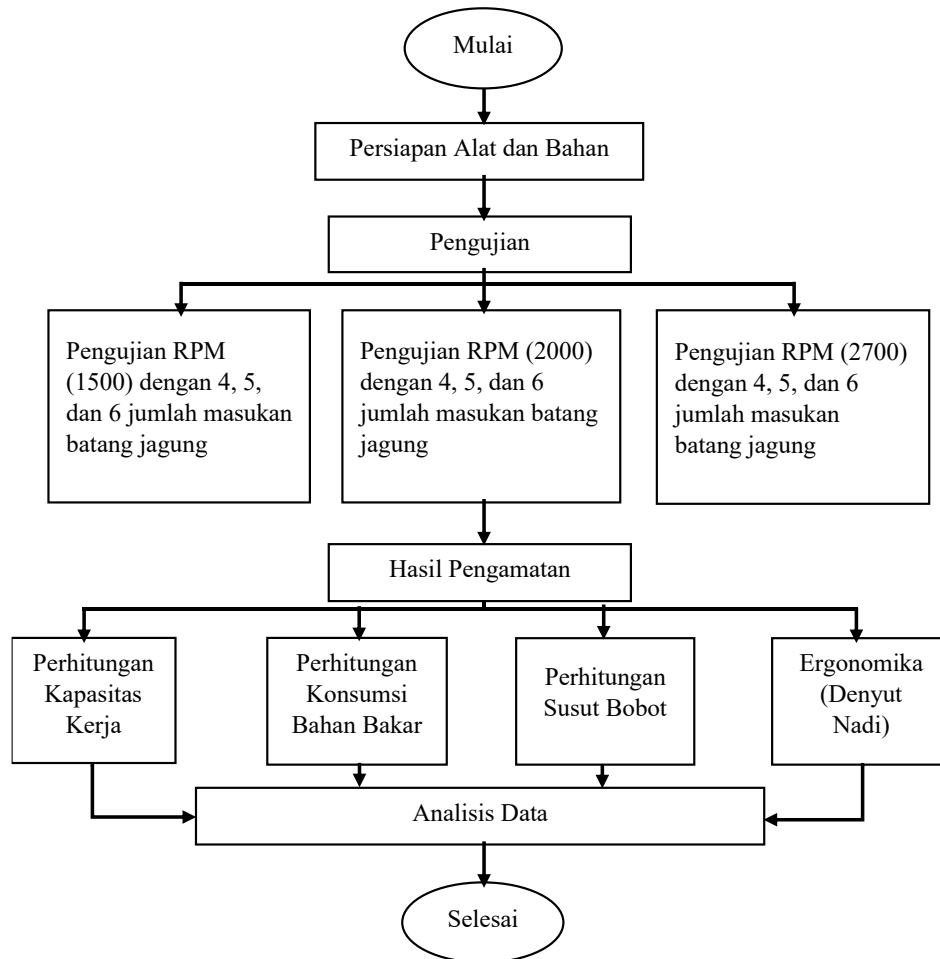 Mulai
Persiapan Alat dan Bahan
Pengujian
Pengujian RPM
(1500) dengan 4, 5,
dan 6 jumlah masukan
batang jagung
Pengujian RPM (2000)
dengan 4, 5, dan 6
jumlah masukan batang
jagung
Pengujian RPM (2700)
dengan 4, 5, dan 6
jumlah masukan
batang jagung
Hasil Pengamatan
Perhitungan
Kapasitas
Kerja
Perhitungan
Konsumsi
Bahan Bakar
Perhitungan
Susut Bobot
Ergonomika
(Denyut
Nadi)
Analisis Data
Selesai